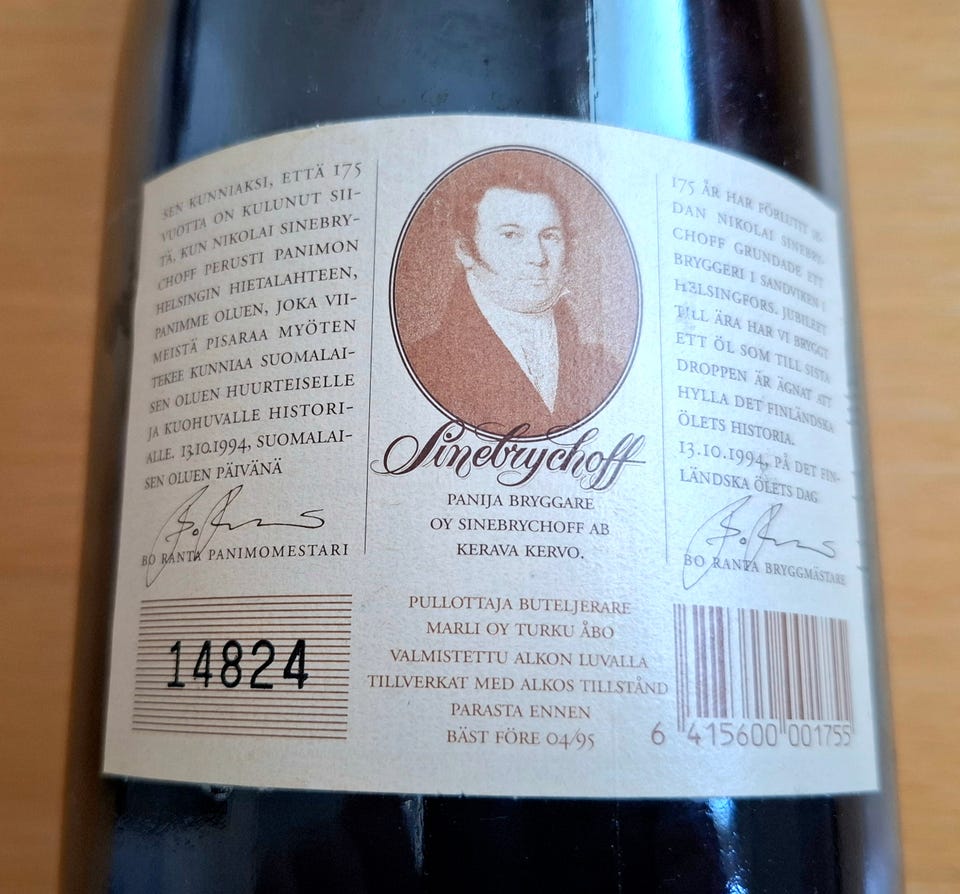 SEN KUNNIAKSI, ETTÄ 175
VUOTTA ON KULUNUT SII-
TÄ, KUN NIKOLAI SINEBRY-
CHOFF PERUSTI PANIMON
HELSINGIN HIETALAHTEEN,
PANIMME OLUEN, JOKA VII-
MEISTÄ PISARAA MYÖTEN
TEKEE KUNNIAA SUOMALAI-
SEN OLUEN HUURTEISELLE
JA KUOHUVALLE HISTORI-
ALLE. 13.10.1994, SUOMALAI-
SEN OLUEN PÄIVÄNÄ
BO RANTA PANIMOMESTARI
14824
Sinebrychoff
PANIJA BRYGGARE
OY SINEBRYCHOFF AB
KERAVA KERVO.
PULLOTTAJA BUTELJERARE
MARLI OY TURKU ÅBO
VALMISTETTU ALKON LUVALLA
TILLVERKAT MED ALKOS TILLSTÅND
PARASTA ENNEN
BÄST FÖRE 04/95
175 ÅR HAR FÖRLUTIT SE-
DAN NIKOLAI SINEBRY-
CHOFF GRUNDADE ETT
BRYGGERI I SANDVIKEN I
HELSINGFORS. JUBILEET
TILL ÄRA HAR VI BRYGGT
ETT ÖL SOM TILL SISTA
DROPPEN ÄR ÄGNAT ATT
HYLLA DET FINLÄNDSKA
ÖLETS HISTORIA.
13.10.1994, PÅ DET FIN-
LÄNDSKA ÖLETS DAG
BO RANTA BRYGGMÄSTARE
6 415600 001755